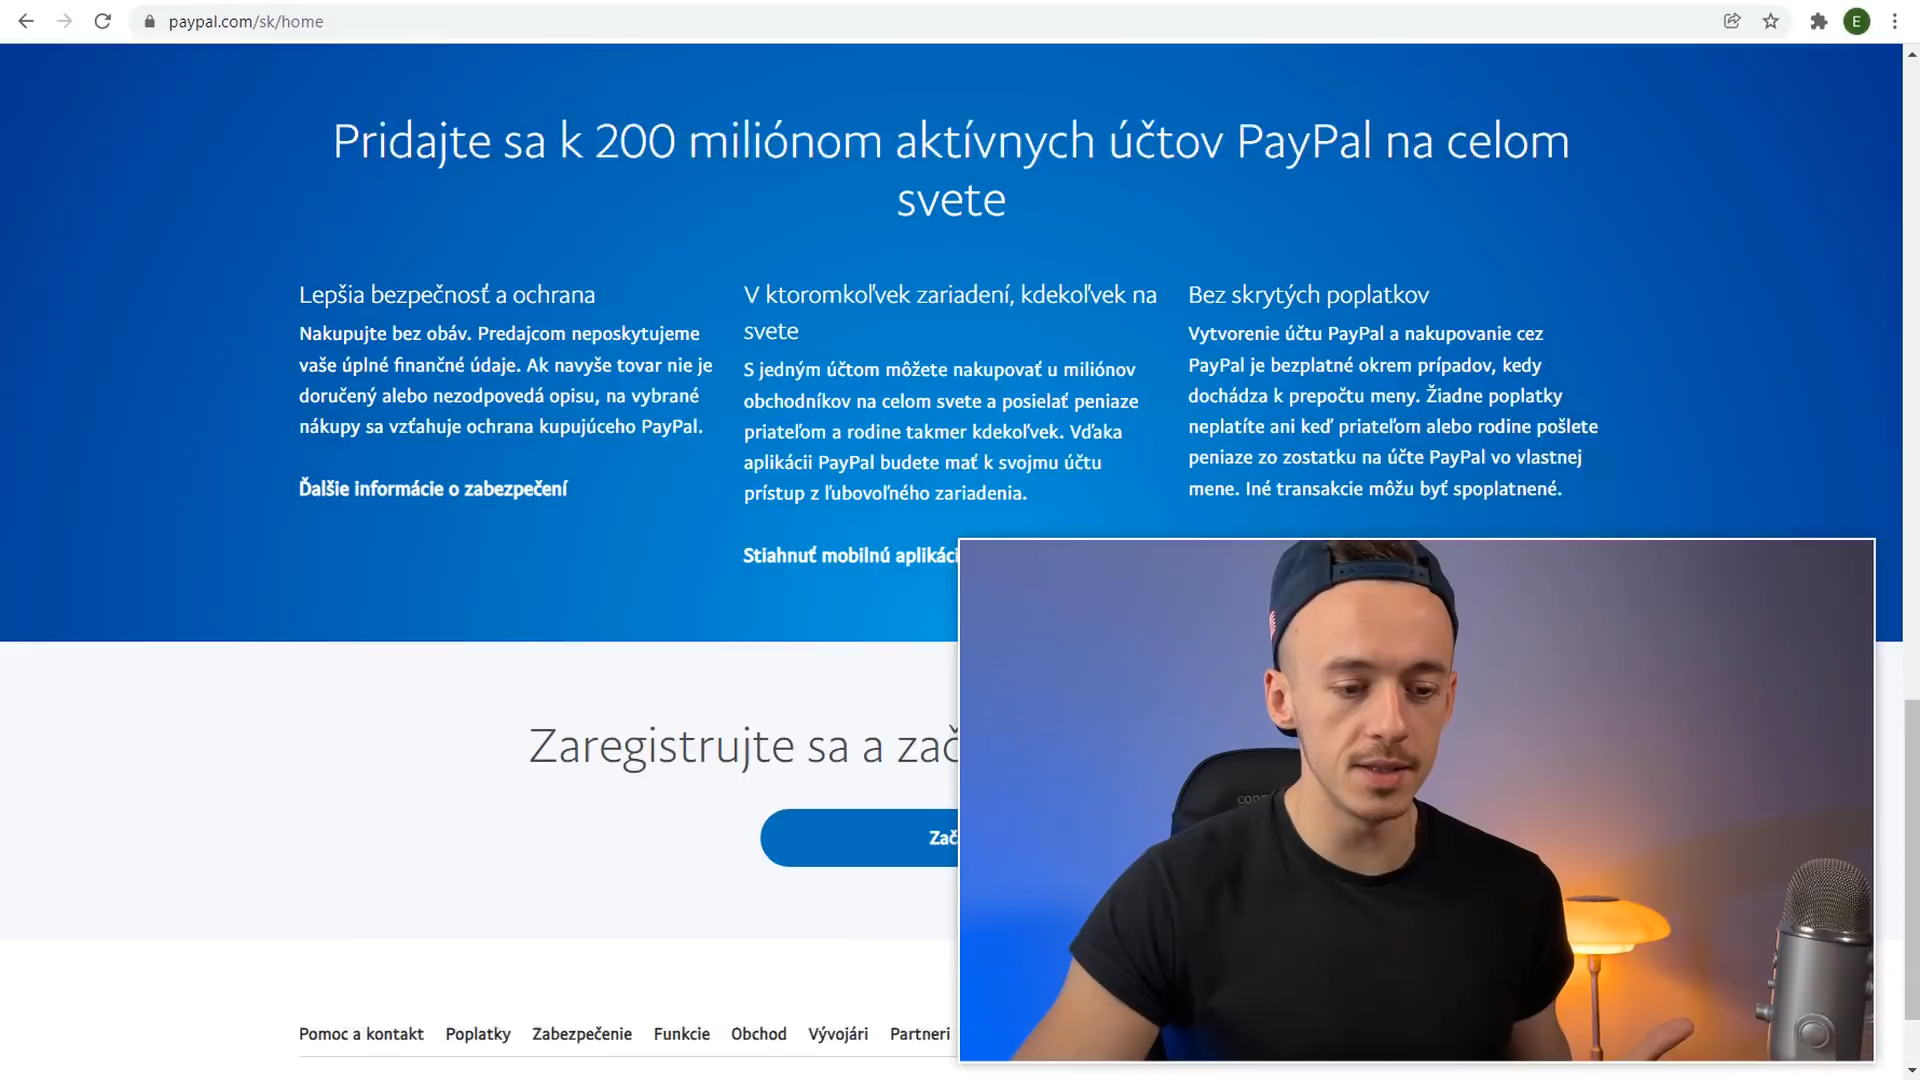 paypal.com/sk/home
E
Pridajte sa k 200 miliónom aktívnych účtov PayPal na celom
svete
Lepšia bezpečnosť a ochrana
Nakupujte bez obáv. Predajcom neposkytujeme
vaše úplné finančné údaje. Ak navyše tovar nie je
doručený alebo nezodpovedá opisu, na vybrané
nákupy sa vzťahuje ochrana kupujúceho PayPal.
Ďalšie informácie o zabezpečení
V ktoromkoľvek zariadení, kdekoľvek na
svete
S jedným účtom môžete nakupovať u miliónov
obchodníkov na celom svete a posielať peniaze
priateľom a rodine takmer kdekoľvek. Vďaka
aplikácii PayPal budete mať k svojmu účtu
prístup z ľubovoľného zariadenia.
Stiahnuť mobilnú aplikáci
Bez skrytých poplatkov
Vytvorenie účtu PayPal a nakupovanie cez
PayPal je bezplatné okrem prípadov, kedy
dochádza k prepočtu meny. Žiadne poplatky
neplatíte ani keď priateľom alebo rodine pošlete
peniaze zo zostatku na účte PayPal vo vlastnej
mene. Iné transakcie môžu byť spoplatnené.
Zaregistrujte sa a zač
Zač
Pomoc a kontakt Poplatky Zabezpečenie Funkcie Obchod Vývojári Partneri